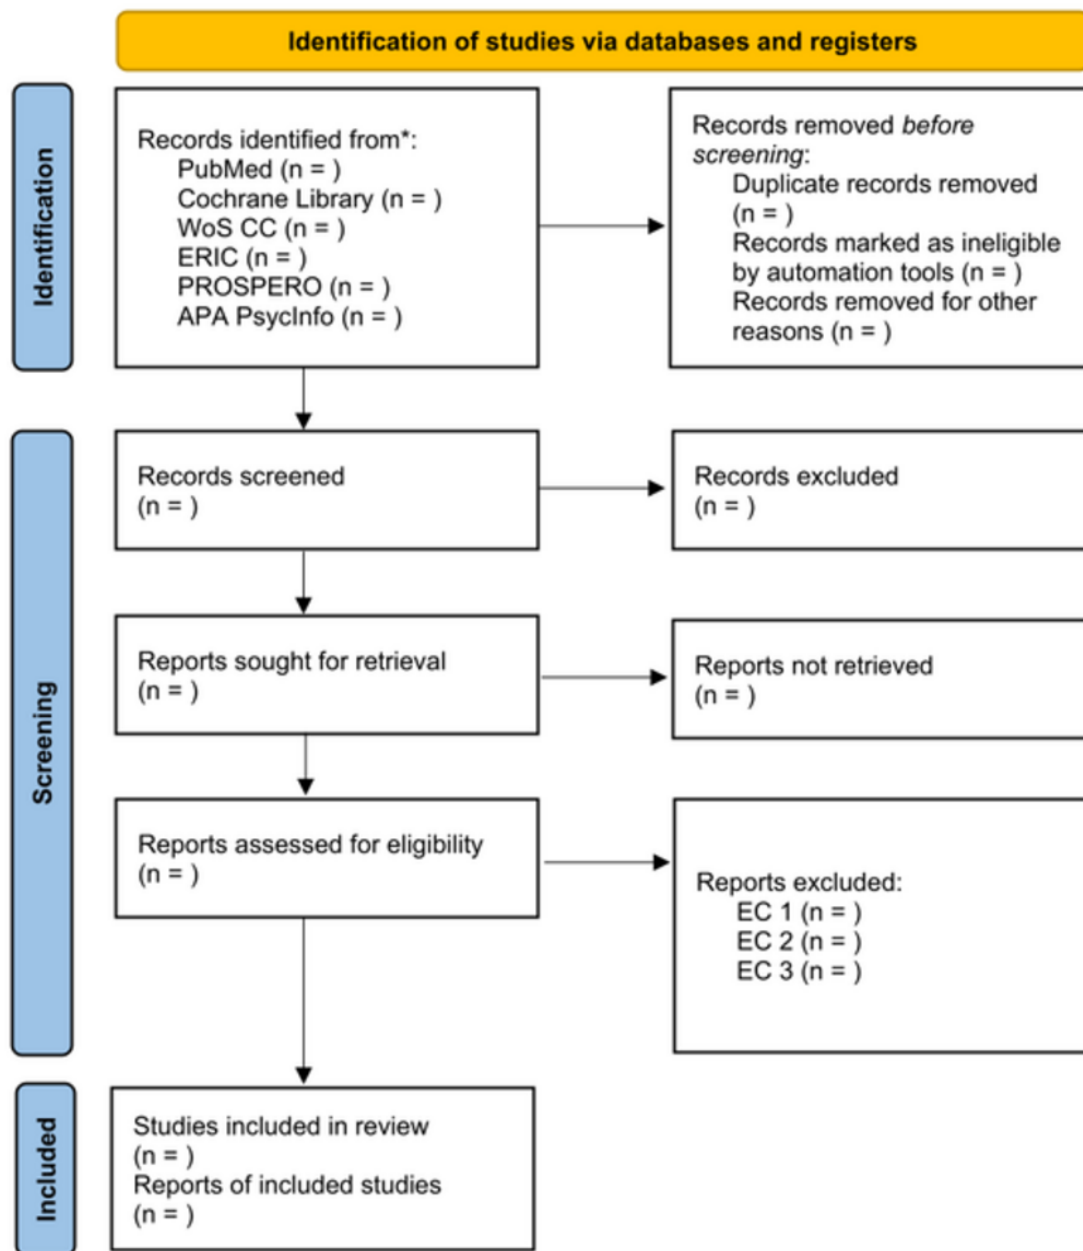 Identification of studies via databases and registers
Identification
Records identified from*:
PubMed (n = )
Cochrane Library (n = )
WoS CC (n = )
ERIC (n = )
PROSPERO (n = )
APA PsycInfo (n = )
Records removed before
screening:
Duplicate records removed
(n = )
Records marked as ineligible
by automation tools (n = )
Records removed for other
reasons (n = )
Screening
Records screened
(n = )
Records excluded
(n = )
Reports sought for retrieval
(n = )
Reports not retrieved
(n = )
Reports assessed for eligibility
(n = )
Reports excluded:
EC 1 (n = )
EC 2 (n = )
EC 3 (n = )
Included
Studies included in review
(n = )
Reports of included studies
(n = )